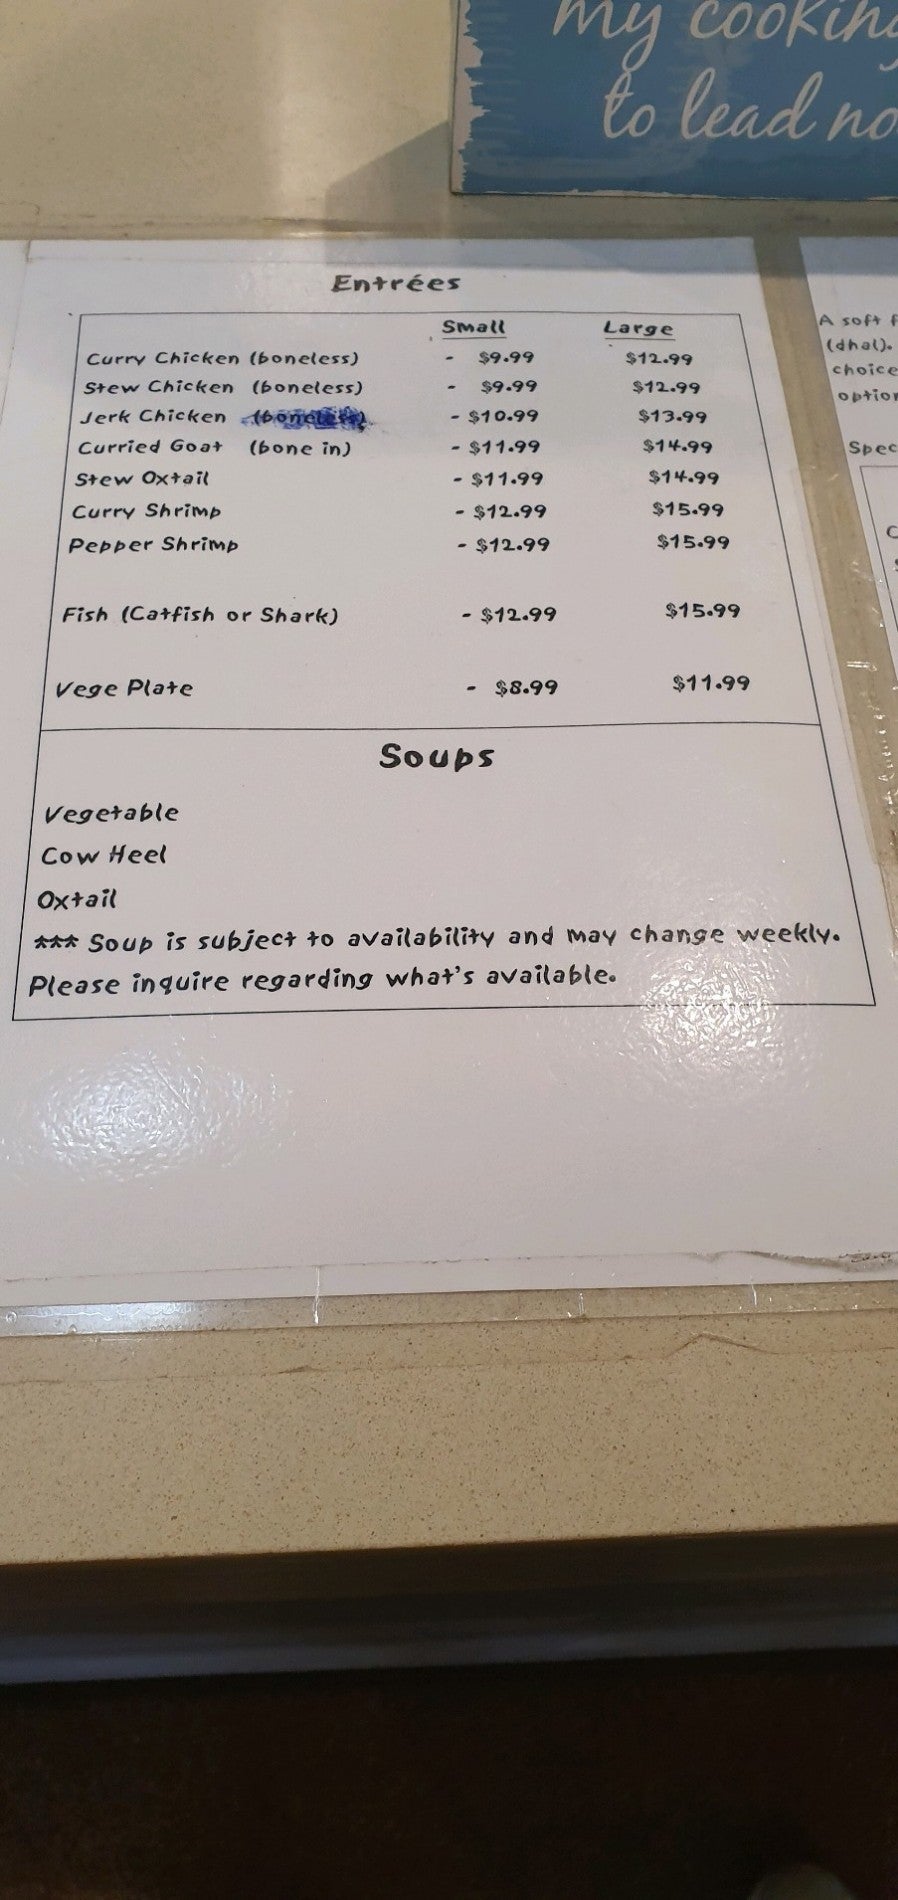 my cooking
to lead no
Entrées
Small Large
Curry Chicken (boneless) - $9.99 $12.99
Stew Chicken (boneless) - $9.99 $12.99
Jerk Chicken (boneless) - $10.99 $13.99
Curried Goat (bone in) - $11.99 $14.99
Stew Oxtail - $11.99 $14.99
Curry Shrimp - $12.99 $15.99
Pepper Shrimp - $12.99 $15.99
Fish (Catfish or Shark) - $12.99 $15.99
Vege Plate - $8.99 $11.99
Soups
Vegetable
Cow Heel
Oxtail
*** Soup is subject to availability and may change weekly.
Please inquire regarding what's available.
A soft
(dhal).
choice
option
Spec